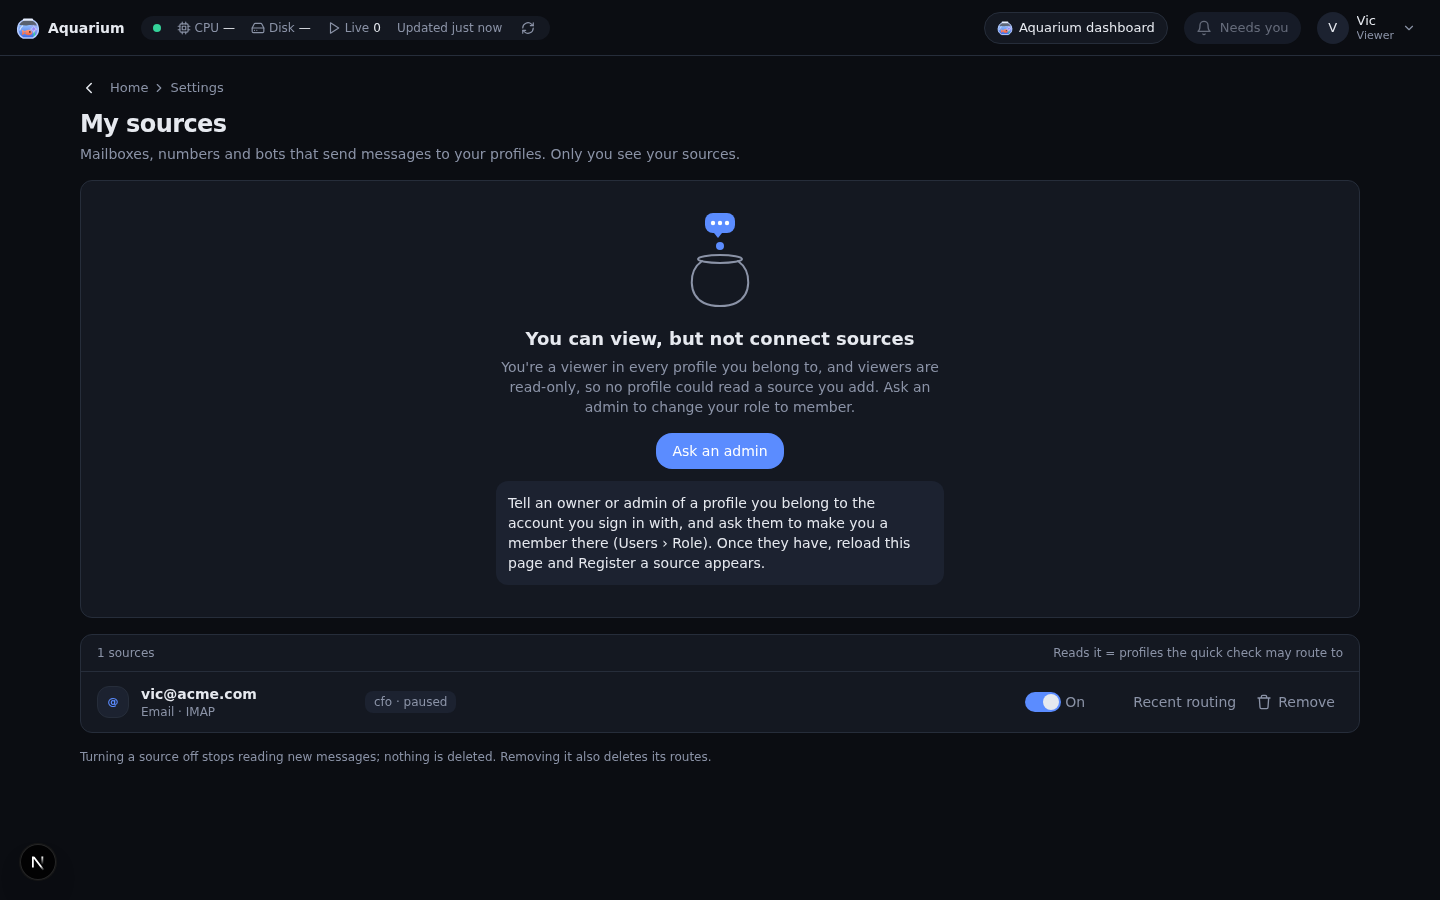 Aquarium
CPU —
Disk —
Live 0
Updated just now
Aquarium dashboard
Needs you
V
Vic
Viewer
Home
Settings
My sources
Mailboxes, numbers and bots that send messages to your profiles. Only you see your sources.
You can view, but not connect sources
You're a viewer in every profile you belong to, and viewers are
read-only, so no profile could read a source you add. Ask an
admin to change your role to member.
Ask an admin
Tell an owner or admin of a profile you belong to the
account you sign in with, and ask them to make you a
member there (Users › Role). Once they have, reload this
page and Register a source appears.
1 sources
Reads it = profiles the quick check may route to
@
vic@acme.com
Email · IMAP
cfo · paused
On
Recent routing
Remove
Turning a source off stops reading new messages; nothing is deleted. Removing it also deletes its routes.
N